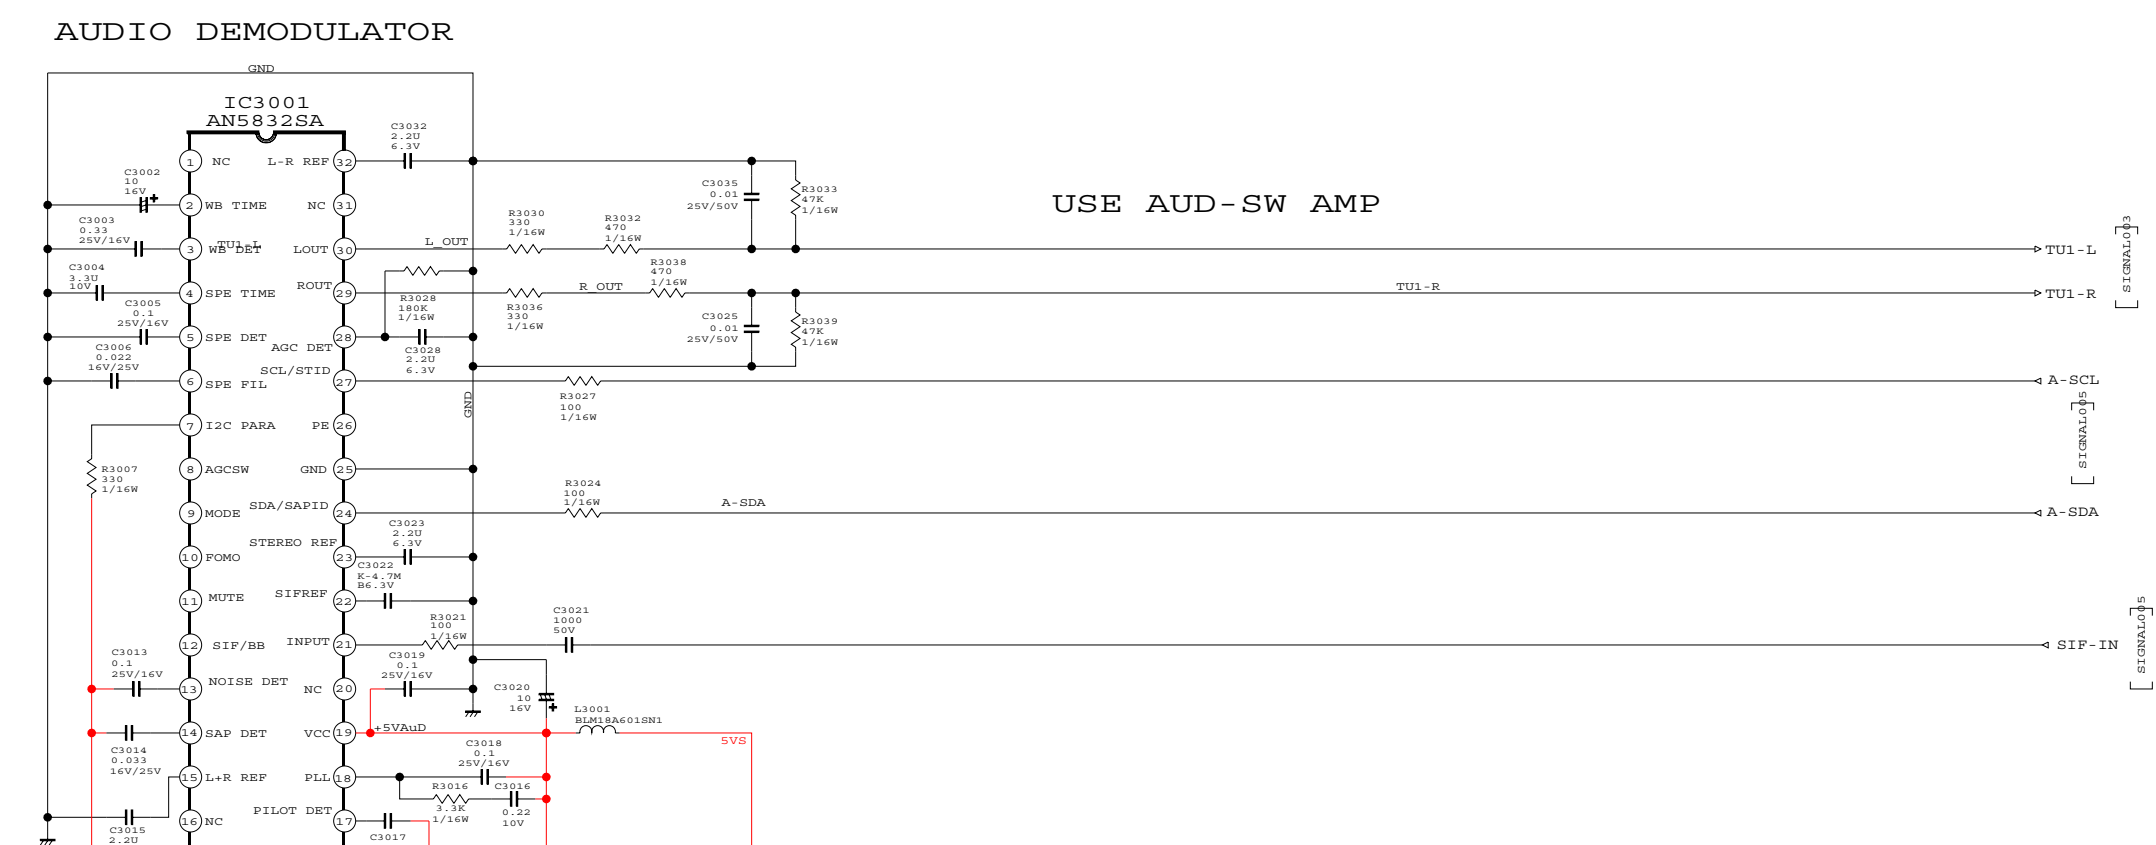 AUDIO DEMODULATOR
GND
IC3001
AN5832SA
C3032
2.2U
6.3V
1 NC
L-R REF 32
C3002
10
16V
+
2 WB TIME
NC 31
C3035
0.01
25V/50V
R3033
47K
1/16W
USE AUD-SW AMP
C3003
0.33
25V/16V
3 WB DET
TU1-L
LOUT 30
L_OUT
R3030
330
1/16W
R3032
470
1/16W
TU1-L
[SIGNAL003]
C3004
3.3U
10V
4 SPE TIME
ROUT 29
R3028
180K
1/16W
R3036
330
1/16W
R_OUT
R3038
470
1/16W
TU1-R
TU1-R
C3005
0.1
25V/16V
5 SPE DET
AGC DET 28
C3028
2.2U
6.3V
C3025
0.01
25V/50V
R3039
47K
1/16W
C3006
0.022
16V/25V
6 SPE FIL
SCL/STID 27
R3027
100
1/16W
A-SCL
[SIGNAL005]
GND
7 I2C PARA
PE 26
R3007
330
1/16W
8 AGCSW
GND 25
9 MODE
SDA/SAPID 24
R3024
100
1/16W
A-SDA
A-SDA
10 FOMO
STEREO REF 23
C3023
2.2U
6.3V
11 MUTE
SIFREF 22
C3022
K-4.7M
B6.3V
12 SIF/BB
INPUT 21
R3021
100
1/16W
C3021
1000
50V
SIF-IN
[SIGNAL005]
C3013
0.1
25V/16V
13 NOISE DET
NC 20
C3019
0.1
25V/16V
C3020
10
16V
+
L3001
BLM18A601SN1
14 SAP DET
VCC 19
+5VAuD
5VS
C3014
0.033
16V/25V
15 L+R REF
PLL 18
C3018
0.1
25V/16V
R3016
3.3K
1/16W
C3016
0.22
10V
16 NC
PILOT DET 17
C3015
2.2U
C3017